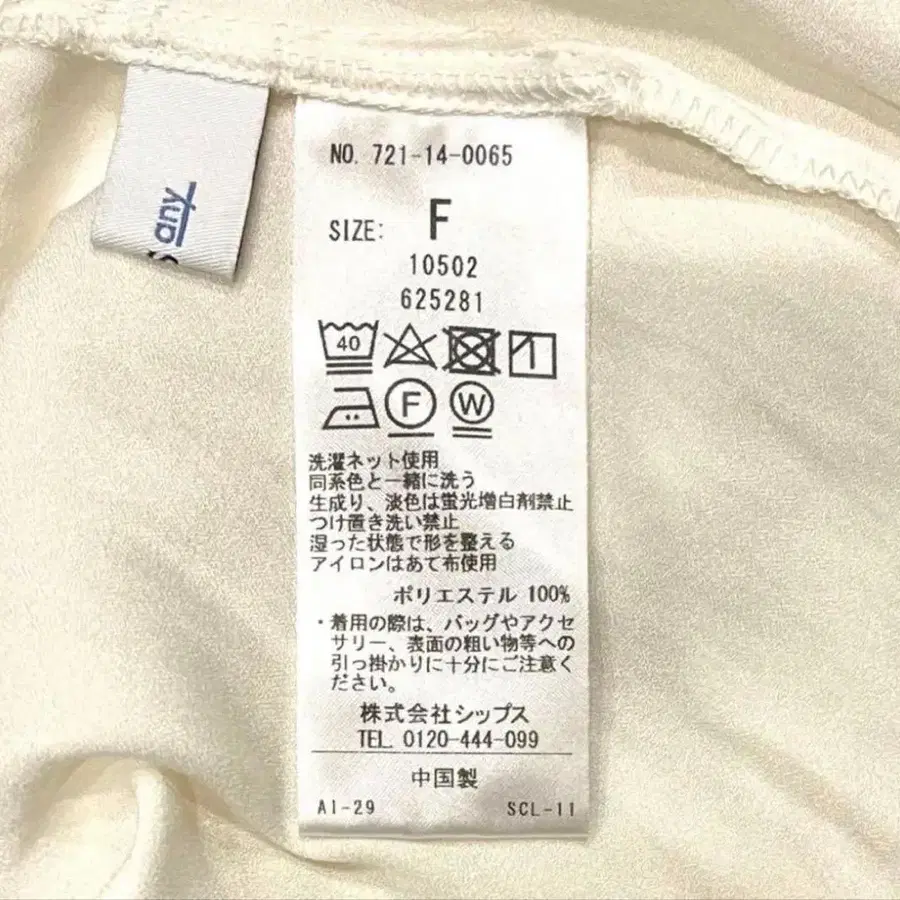 any
NO. 721-14-0065
SIZE: F
10502
625281
40
F W
洗濯ネット使用
同系色と一緒に洗う
生成り、淡色は蛍光増白剤禁止
つけ置き洗い禁止
湿った状態で形を整える
アイロンはあて布使用
ポリエステル 100%
・着用の際は、バッグやアクセ
サリー、表面の粗い物等への
引っ掛かりに十分にご注意く
ださい。
株式会社シップス
TEL. 0120-444-099
中国製
AI-29 SCL-11